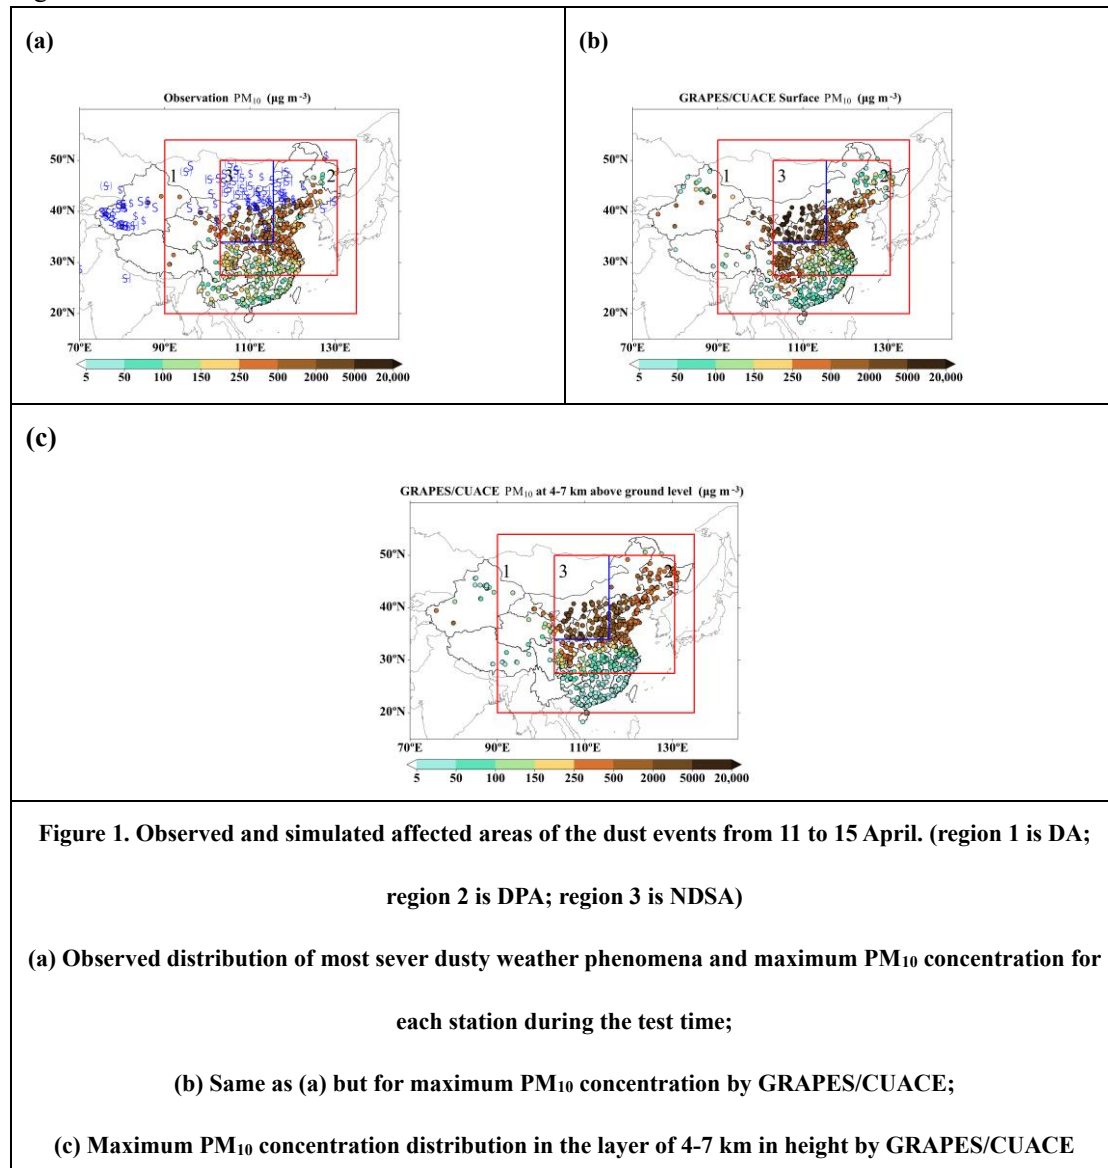 (a)
Observation PM₁₀ (μg m⁻³)
1
3
2
50°N
40°N
30°N
20°N
70°E 90°E 110°E 130°E
5 50 100 150 250 500 2000 5000 20,000
(b)
GRAPES/CUACE Surface PM₁₀ (μg m⁻³)
1
3
2
50°N
40°N
30°N
20°N
70°E 90°E 110°E 130°E
5 50 100 150 250 500 2000 5000 20,000
(c)
GRAPES/CUACE PM₁₀ at 4-7 km above ground level (μg m⁻³)
1
3
2
50°N
40°N
30°N
20°N
70°E 90°E 110°E 130°E
5 50 100 150 250 500 2000 5000 20,000
Figure 1. Observed and simulated affected areas of the dust events from 11 to 15 April. (region 1 is DA;
region 2 is DPA; region 3 is NDSA)
(a) Observed distribution of most sever dusty weather phenomena and maximum PM₁₀ concentration for
each station during the test time;
(b) Same as (a) but for maximum PM₁₀ concentration by GRAPES/CUACE;
(c) Maximum PM₁₀ concentration distribution in the layer of 4-7 km in height by GRAPES/CUACE